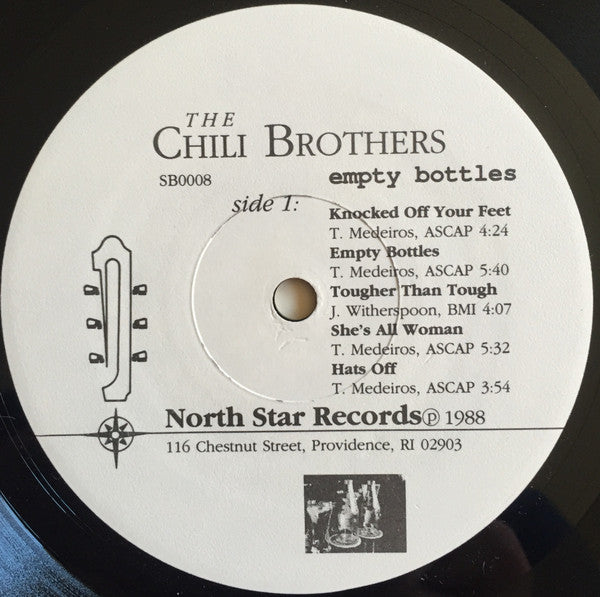 THE
CHILI BROTHERS
SB0008
empty bottles
side 1:
Knocked Off Your Feet
T. Medeiros, ASCAP 4:24
Empty Bottles
T. Medeiros, ASCAP 5:40
Tougher Than Tough
J. Witherspoon, BMI 4:07
She's All Woman
T. Medeiros, ASCAP 5:32
Hats Off
T. Medeiros, ASCAP 3:54
North Star Records℗ 1988
116 Chestnut Street, Providence, RI 02903